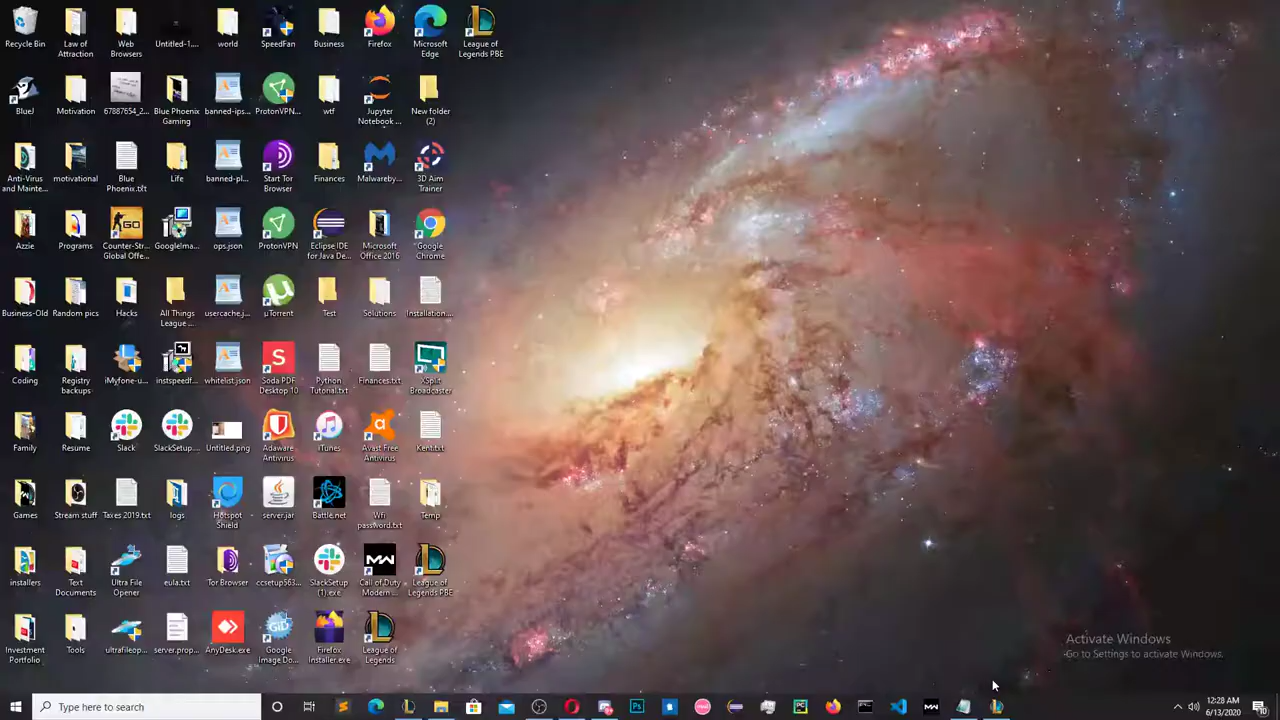 Recycle Bin
Law of
Attraction
Web
Browsers
Untitled-1,...
world
SpeedFan
Business
Firefox
Microsoft
Edge
League of
Legends PBE
BlueJ
Motivation
67887654_2...
Blue Phoenix
Gaming
banned-ips...
ProtonVPN...
wtf
Jupyter
Notebook ...
New folder
(2)
Anti-Virus
and Mainte...
motivational
Blue
Phoenix.txt
Life
banned-pl...
Start Tor
Browser
Finances
Malwareby...
3D Aim
Trainer
Azzie
Programs
Counter-Str...
Global Offe...
GoogleIma...
ops.json
ProtonVPN
Eclipse IDE
for Java De...
Microsoft
Office 2016
Google
Chrome
Business-Old
Random pics
Hacks
All Things
League ...
usercache.j...
µTorrent
Test
Solutions
Installation...
Coding
Registry
backups
iMyfone-u...
instspeedf...
whitelist.json
Soda PDF
Desktop 10
Python
Tutorial.txt
Finances.txt
XSplit
Broadcaster
Family
Resume
Slack
SlackSetup...
Untitled.png
Adaware
Antivirus
iTunes
Avast Free
Antivirus
Kent.txt
Games
Stream stuff
Taxes 2019.txt
logs
Hotspot
Shield
server.jar
Battle.net
Wfi
password.txt
Temp
installers
Text
Documents
Ultra File
Opener
eula.txt
Tor Browser
ccsetup563...
SlackSetup
(1).exe
Call of Duty
Modern ...
League of
Legends PBE
Investment
Portfolio
Tools
ultrafileop...
server.prop...
AnyDesk.exe
Google
Image Do...
Firefox
Installer.exe
League of
Legends
Activate Windows
Go to Settings to activate Windows.
Type here to search
12:28 AM
6/13/2020
10